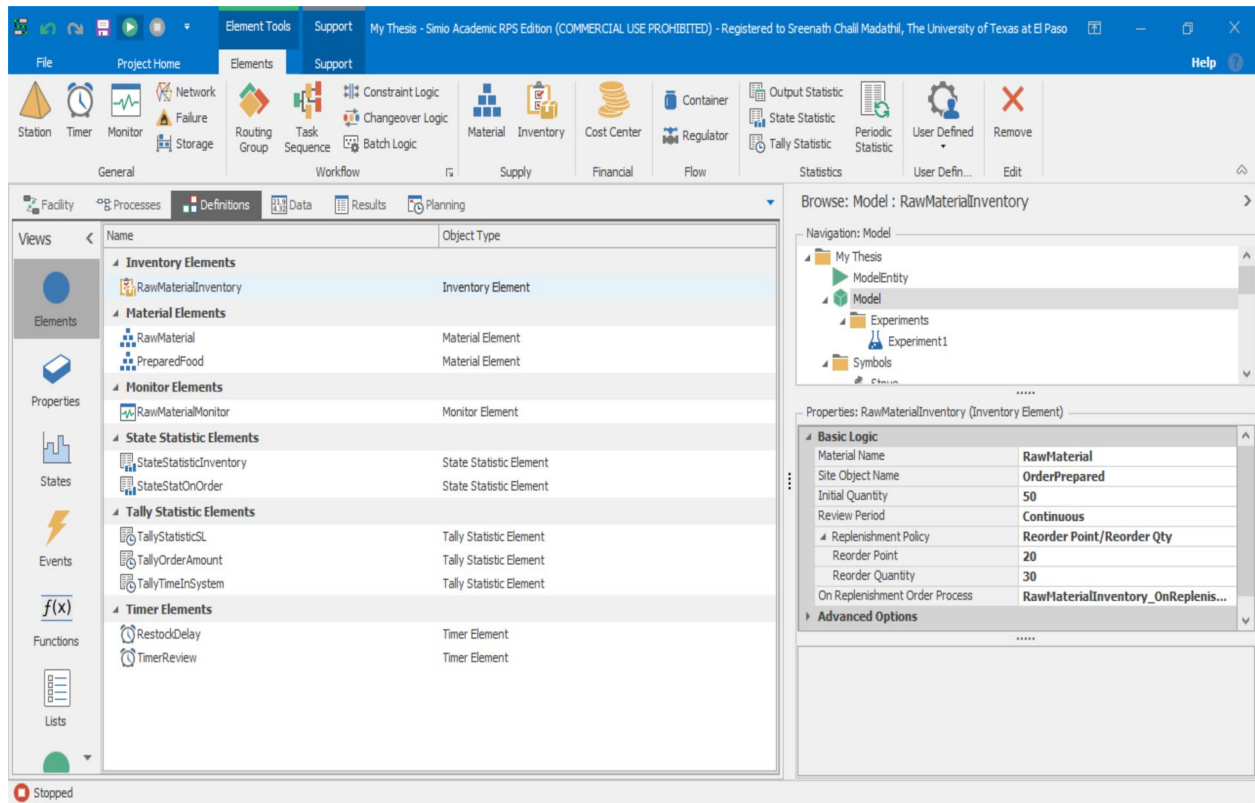 Element Tools Support My Thesis - Simio Academic RPS Edition (COMMERCIAL USE PROHIBITED) - Registered to Sreenath Chalil Madathil, The University of Texas at El Paso
File Project Home Elements Support Help
Station
Timer
Monitor
Network
Failure
Storage
General
Routing
Group
Task
Sequence
Constraint Logic
Changeover Logic
Batch Logic
Workflow
Material
Inventory
Supply
Cost Center
Financial
Container
Regulator
Flow
Output Statistic
State Statistic
Tally Statistic
Periodic
Statistic
Statistics
User Defined
User Defin...
Remove
Edit
Facility Processes Definitions Data Results Planning
Views
Elements
Properties
States
Events
f(x)
Functions
Lists
Name Object Type
Inventory Elements
RawMaterialInventory Inventory Element
Material Elements
RawMaterial Material Element
PreparedFood Material Element
Monitor Elements
RawMaterialMonitor Monitor Element
State Statistic Elements
StateStatisticInventory State Statistic Element
StateStatOnOrder State Statistic Element
Tally Statistic Elements
TallyStatisticSL Tally Statistic Element
TallyOrderAmount Tally Statistic Element
TallyTimeInSystem Tally Statistic Element
Timer Elements
RestockDelay Timer Element
TimerReview Timer Element
Browse: Model : RawMaterialInventory
Navigation: Model
My Thesis
ModelEntity
Model
Experiments
Experiment1
Symbols
Properties: RawMaterialInventory (Inventory Element)
Basic Logic
Material Name RawMaterial
Site Object Name OrderPrepared
Initial Quantity 50
Review Period Continuous
Replenishment Policy Reorder Point/Reorder Qty
Reorder Point 20
Reorder Quantity 30
On Replenishment Order Process RawMaterialInventory_OnReplenis...
Advanced Options
Stopped